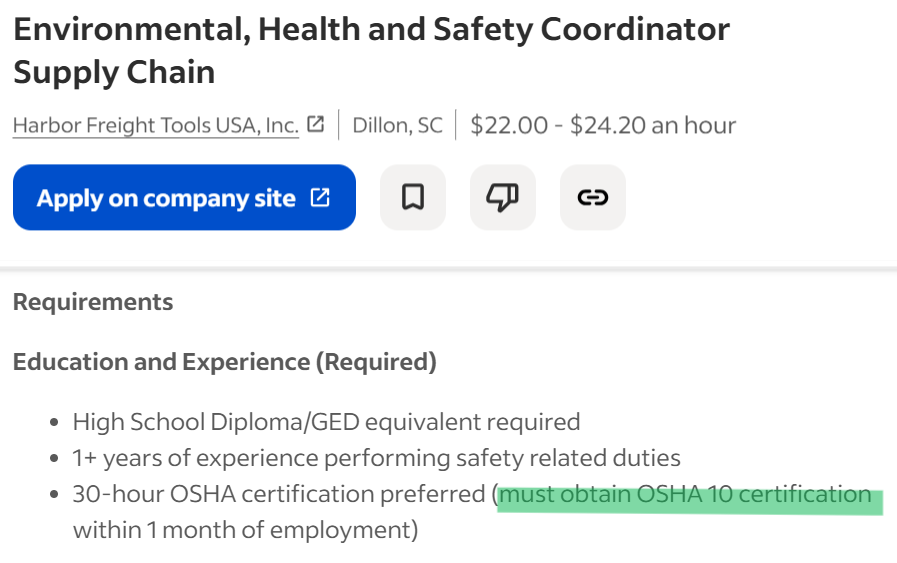 Environmental, Health and Safety Coordinator
Supply Chain
Harbor Freight Tools USA, Inc. Dillon, SC $22.00 - $24.20 an hour
Apply on company site
Requirements
Education and Experience (Required)
• High School Diploma/GED equivalent required
• 1+ years of experience performing safety related duties
• 30-hour OSHA certification preferred (must obtain OSHA 10 certification
within 1 month of employment)